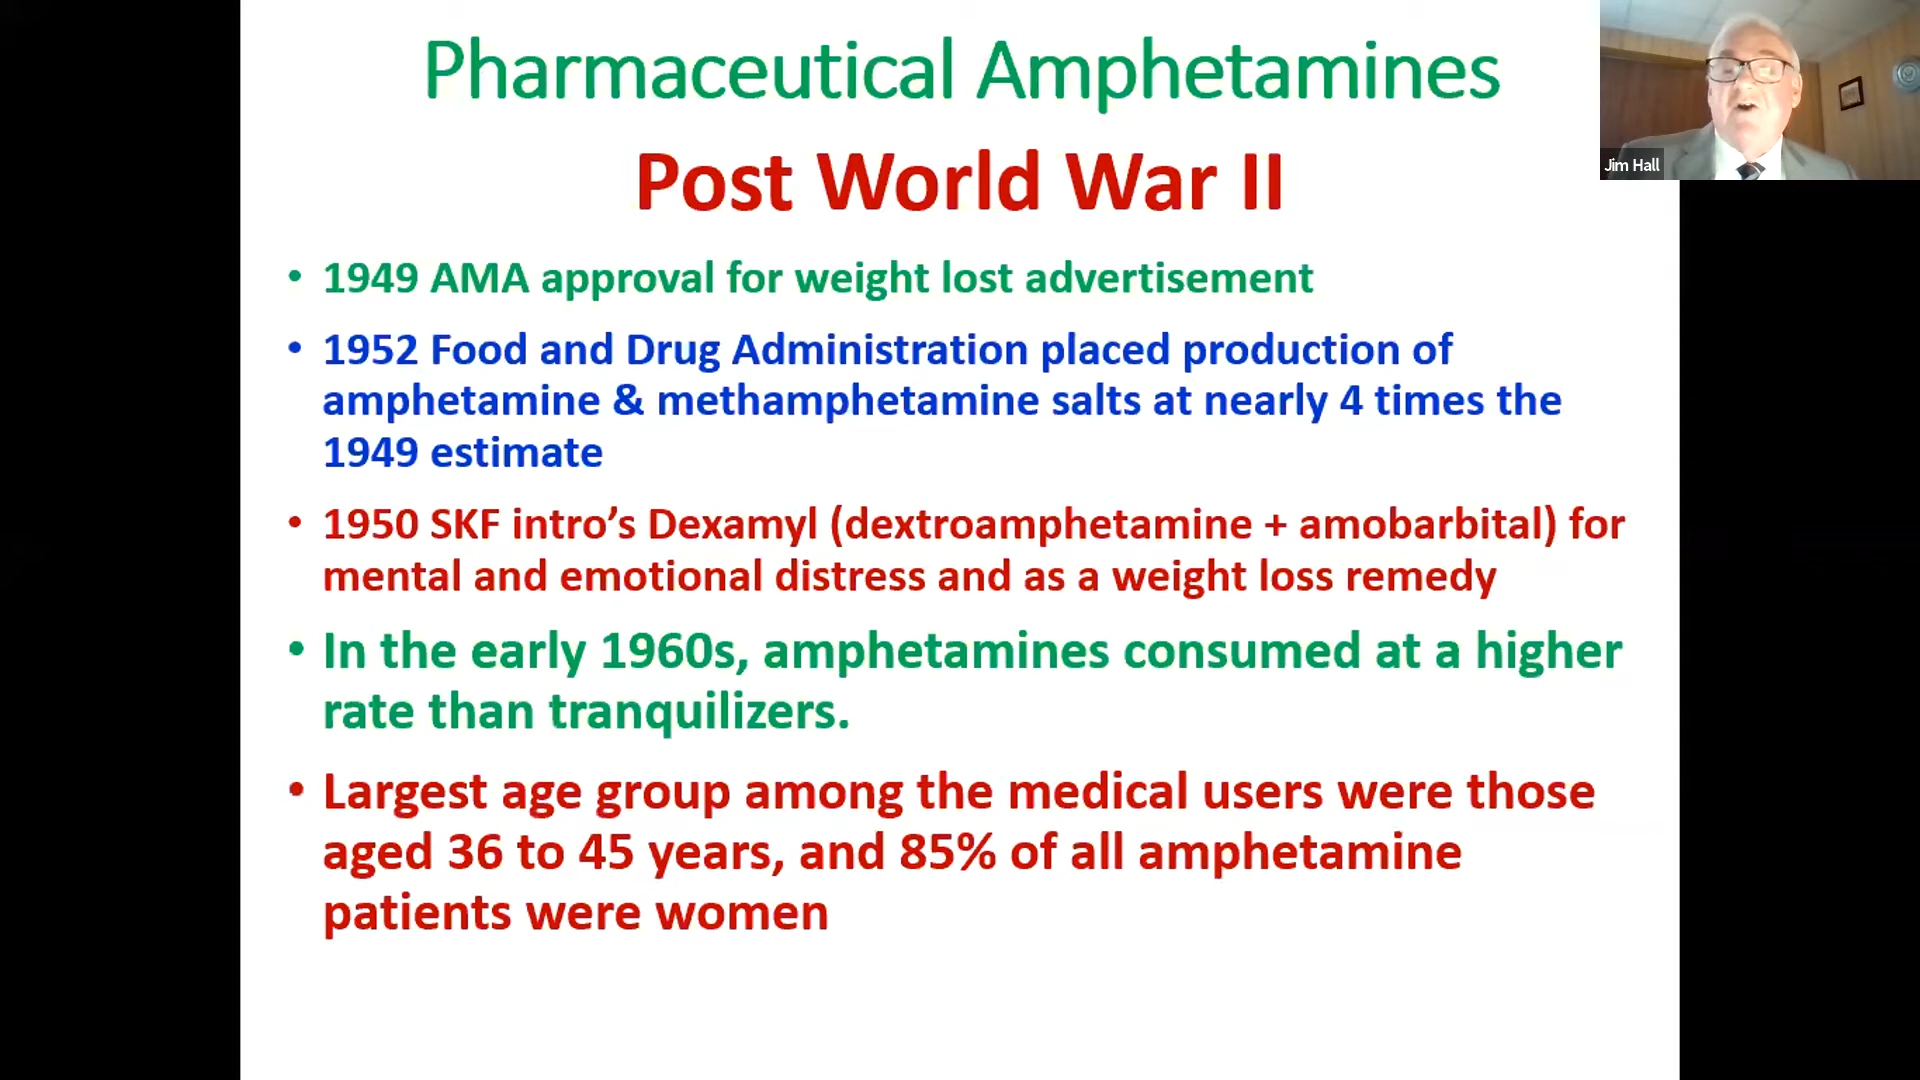 Pharmaceutical Amphetamines
Post World War II
Jim Hall
• 1949 AMA approval for weight lost advertisement
• 1952 Food and Drug Administration placed production of
amphetamine & methamphetamine salts at nearly 4 times the
1949 estimate
• 1950 SKF intro’s Dexamyl (dextroamphetamine + amobarbital) for
mental and emotional distress and as a weight loss remedy
• In the early 1960s, amphetamines consumed at a higher
rate than tranquilizers.
• Largest age group among the medical users were those
aged 36 to 45 years, and 85% of all amphetamine
patients were women